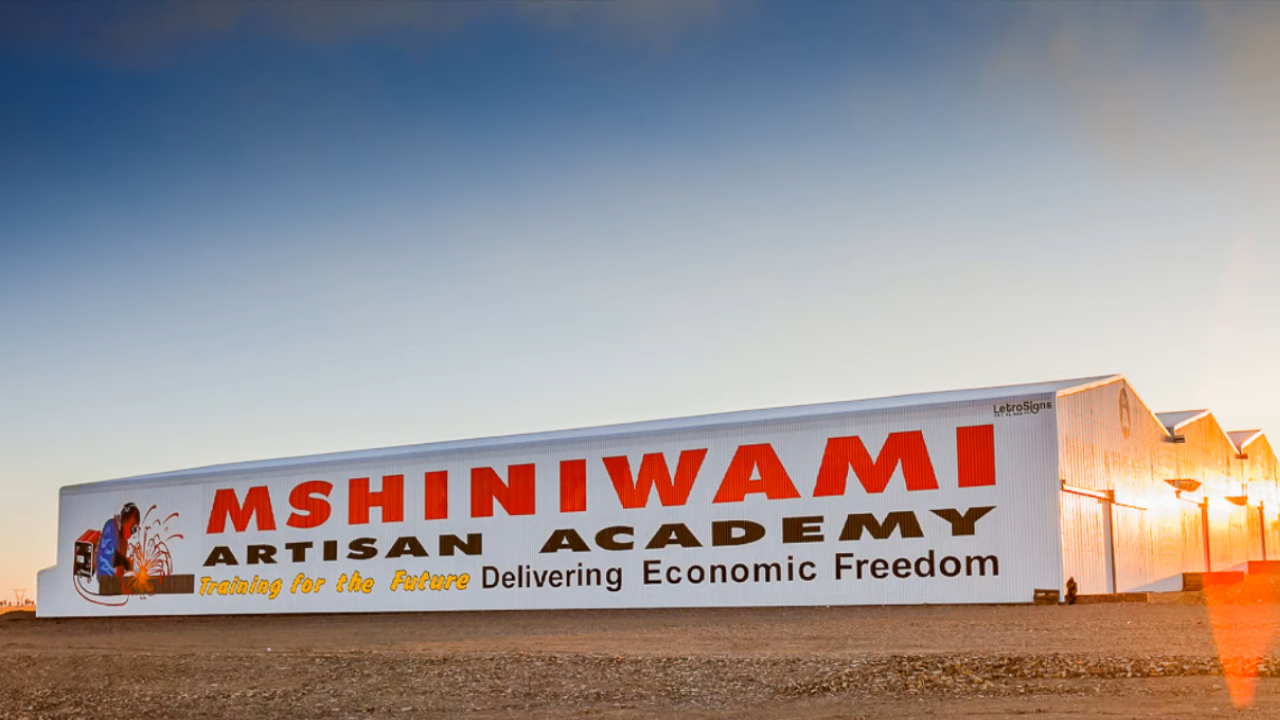 LetroSigns
MSHINIWAMI
ARTISAN ACADEMY
Training for the Future Delivering Economic Freedom